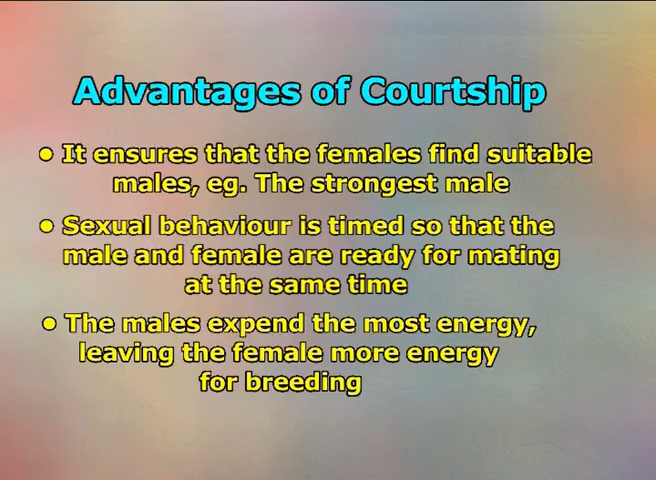 Advantages of Courtship
● It ensures that the females find suitable
males, eg. The strongest male
● Sexual behaviour is timed so that the
male and female are ready for mating
at the same time
● The males expend the most energy,
leaving the female more energy
for breeding